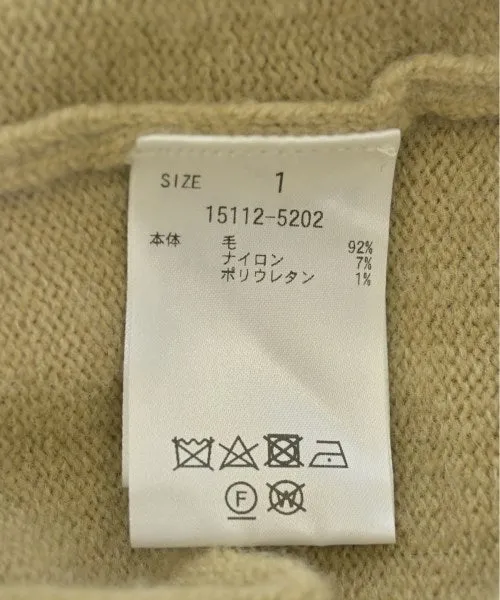 SIZE 1
15112-5202
本体 毛 92%
ナイロン 7%
ポリウレタン 1%
F W